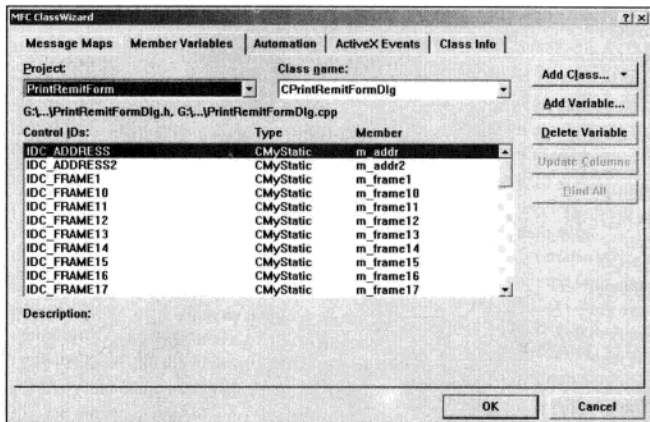 MFC ClassWizard
Message Maps Member Variables Automation ActiveX Events Class Info
Project: Class name:
PrintRemitForm CPrintRemitFormDlg
Add Class...
G:\...\PrintRemitFormDlg.h, G:\...\PrintRemitFormDlg.cpp
Add Variable...
Control IDs: Type Member
Delete Variable
IDC_ADDRESS CMyStatic m_addr
IDC_ADDRESS2 CMyStatic m_addr2
Update Columns
IDC_FRAME1 CMyStatic m_frame1
IDC_FRAME10 CMyStatic m_frame10
Bind All
IDC_FRAME11 CMyStatic m_frame11
IDC_FRAME12 CMyStatic m_frame12
IDC_FRAME13 CMyStatic m_frame13
IDC_FRAME14 CMyStatic m_frame14
IDC_FRAME15 CMyStatic m_frame15
IDC_FRAME16 CMyStatic m_frame16
IDC_FRAME17 CMyStatic m_frame17
Description:
OK Cancel